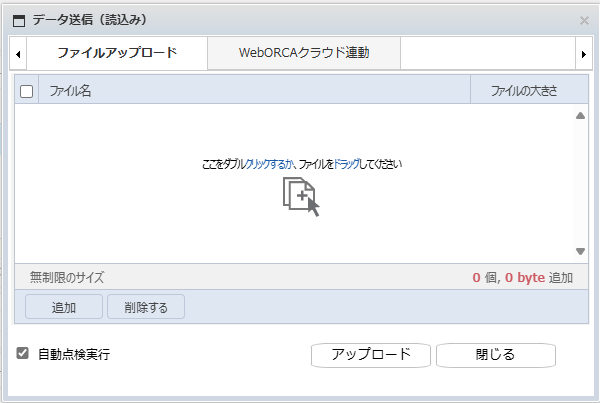 データ送信（読込み）
ファイルアップロード
WebORCAクラウド連動
ファイル名
ファイルの大きさ
ここをダブルクリックするか、ファイルをドラッグしてください
無制限のサイズ
0 個, 0 byte 追加
追加
削除する
自動点検実行
アップロード
閉じる